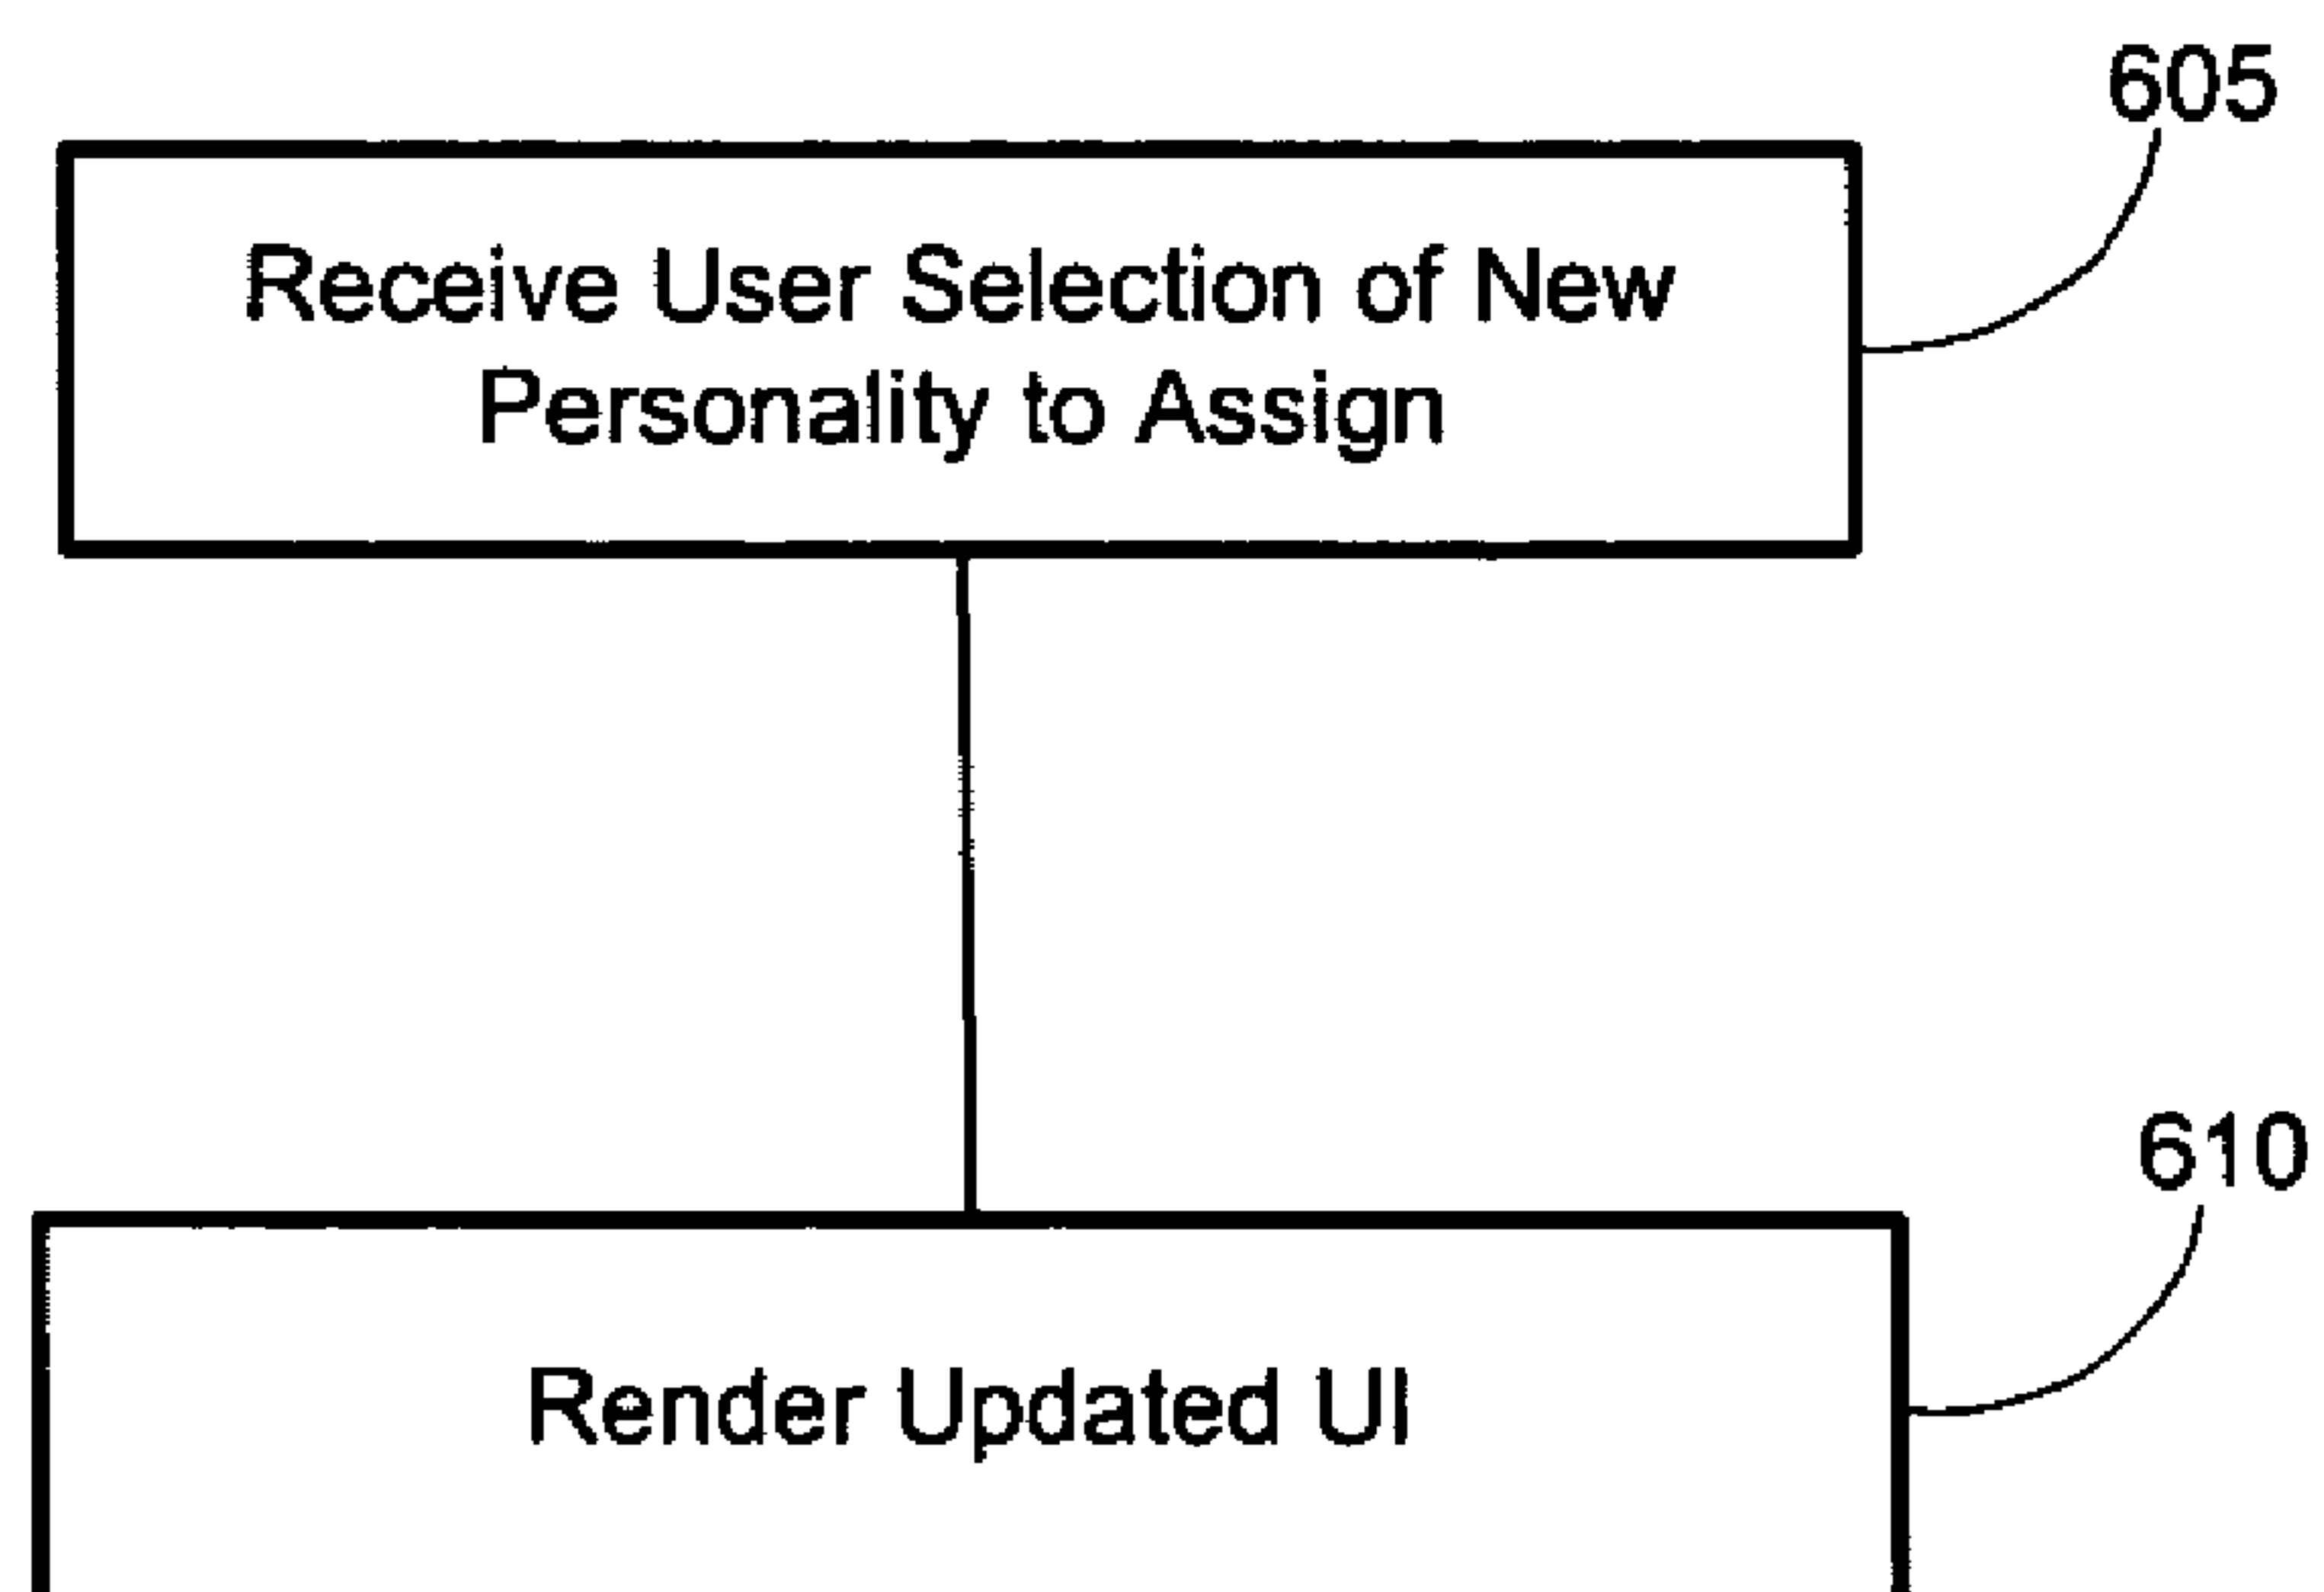 605
Receive User Selection of New
Personality to Assign
610
Render Updated UI